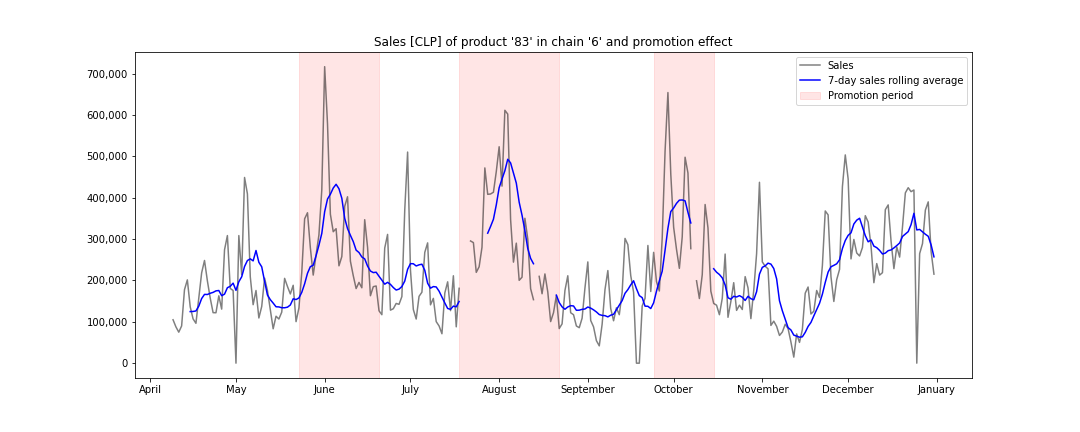 Sales [CLP] of product '83' in chain '6' and promotion effect
Sales
7-day sales rolling average
Promotion period
700,000
600,000
500,000
400,000
300,000
200,000
100,000
0
April
May
June
July
August
September
October
November
December
January